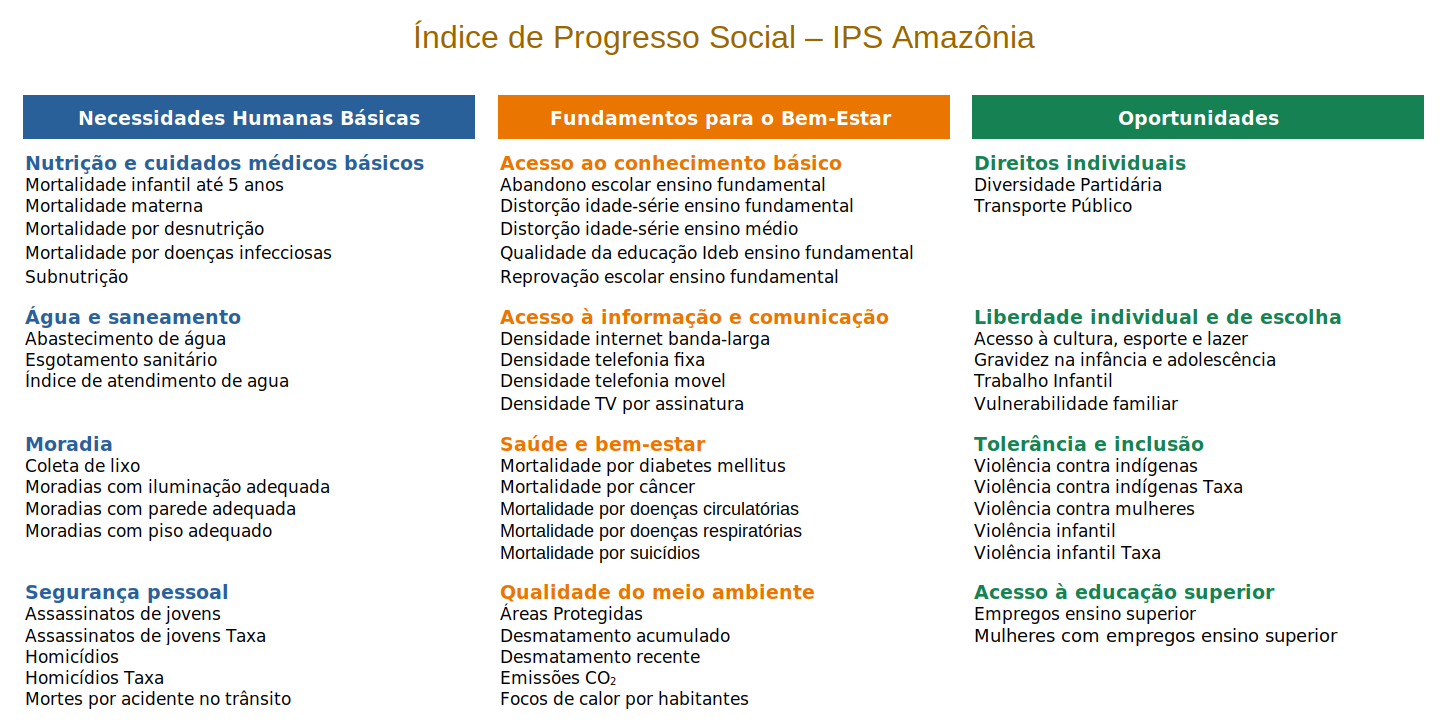 Índice de Progresso Social – IPS Amazônia
Necessidades Humanas Básicas
Nutrição e cuidados médicos básicos
Mortalidade infantil até 5 anos
Mortalidade materna
Mortalidade por desnutrição
Mortalidade por doenças infecciosas
Subnutrição
Água e saneamento
Abastecimento de água
Esgotamento sanitário
Índice de atendimento de agua
Moradia
Coleta de lixo
Moradias com iluminação adequada
Moradias com parede adequada
Moradias com piso adequado
Segurança pessoal
Assassinatos de jovens
Assassinatos de jovens Taxa
Homicídios
Homicídios Taxa
Mortes por acidente no trânsito
Fundamentos para o Bem-Estar
Acesso ao conhecimento básico
Abandono escolar ensino fundamental
Distorção idade-série ensino fundamental
Distorção idade-série ensino médio
Qualidade da educação Ideb ensino fundamental
Reprovação escolar ensino fundamental
Acesso à informação e comunicação
Densidade internet banda-larga
Densidade telefonia fixa
Densidade telefonia movel
Densidade TV por assinatura
Saúde e bem-estar
Mortalidade por diabetes mellitus
Mortalidade por câncer
Mortalidade por doenças circulatórias
Mortalidade por doenças respiratórias
Mortalidade por suicídios
Qualidade do meio ambiente
Áreas Protegidas
Desmatamento acumulado
Desmatamento recente
Emissões CO₂
Focos de calor por habitantes
Oportunidades
Direitos individuais
Diversidade Partidária
Transporte Público
Liberdade individual e de escolha
Acesso à cultura, esporte e lazer
Gravidez na infância e adolescência
Trabalho Infantil
Vulnerabilidade familiar
Tolerância e inclusão
Violência contra indígenas
Violência contra indígenas Taxa
Violência contra mulheres
Violência infantil
Violência infantil Taxa
Acesso à educação superior
Empregos ensino superior
Mulheres com empregos ensino superior